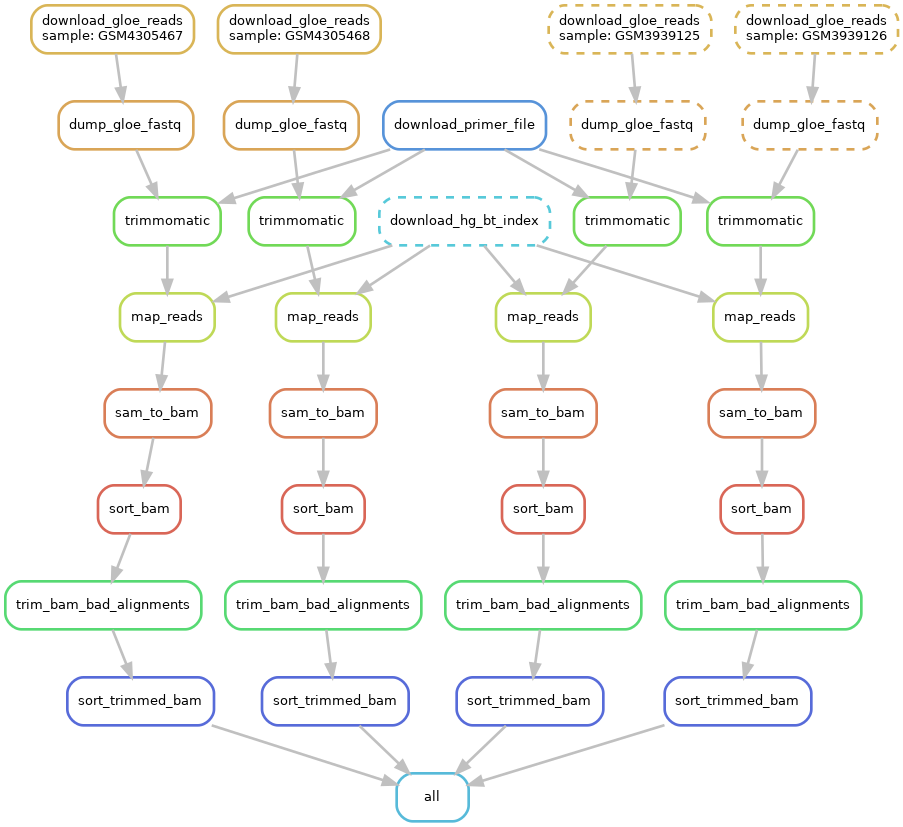 download_gloe_reads
sample: GSM4305467
download_gloe_reads
sample: GSM4305468
download_gloe_reads
sample: GSM3939125
download_gloe_reads
sample: GSM3939126
dump_gloe_fastq
dump_gloe_fastq
download_primer_file
dump_gloe_fastq
dump_gloe_fastq
trimmomatic
trimmomatic
download_hg_bt_index
trimmomatic
trimmomatic
map_reads
map_reads
map_reads
map_reads
sam_to_bam
sam_to_bam
sam_to_bam
sam_to_bam
sort_bam
sort_bam
sort_bam
sort_bam
trim_bam_bad_alignments
trim_bam_bad_alignments
trim_bam_bad_alignments
trim_bam_bad_alignments
sort_trimmed_bam
sort_trimmed_bam
sort_trimmed_bam
sort_trimmed_bam
all